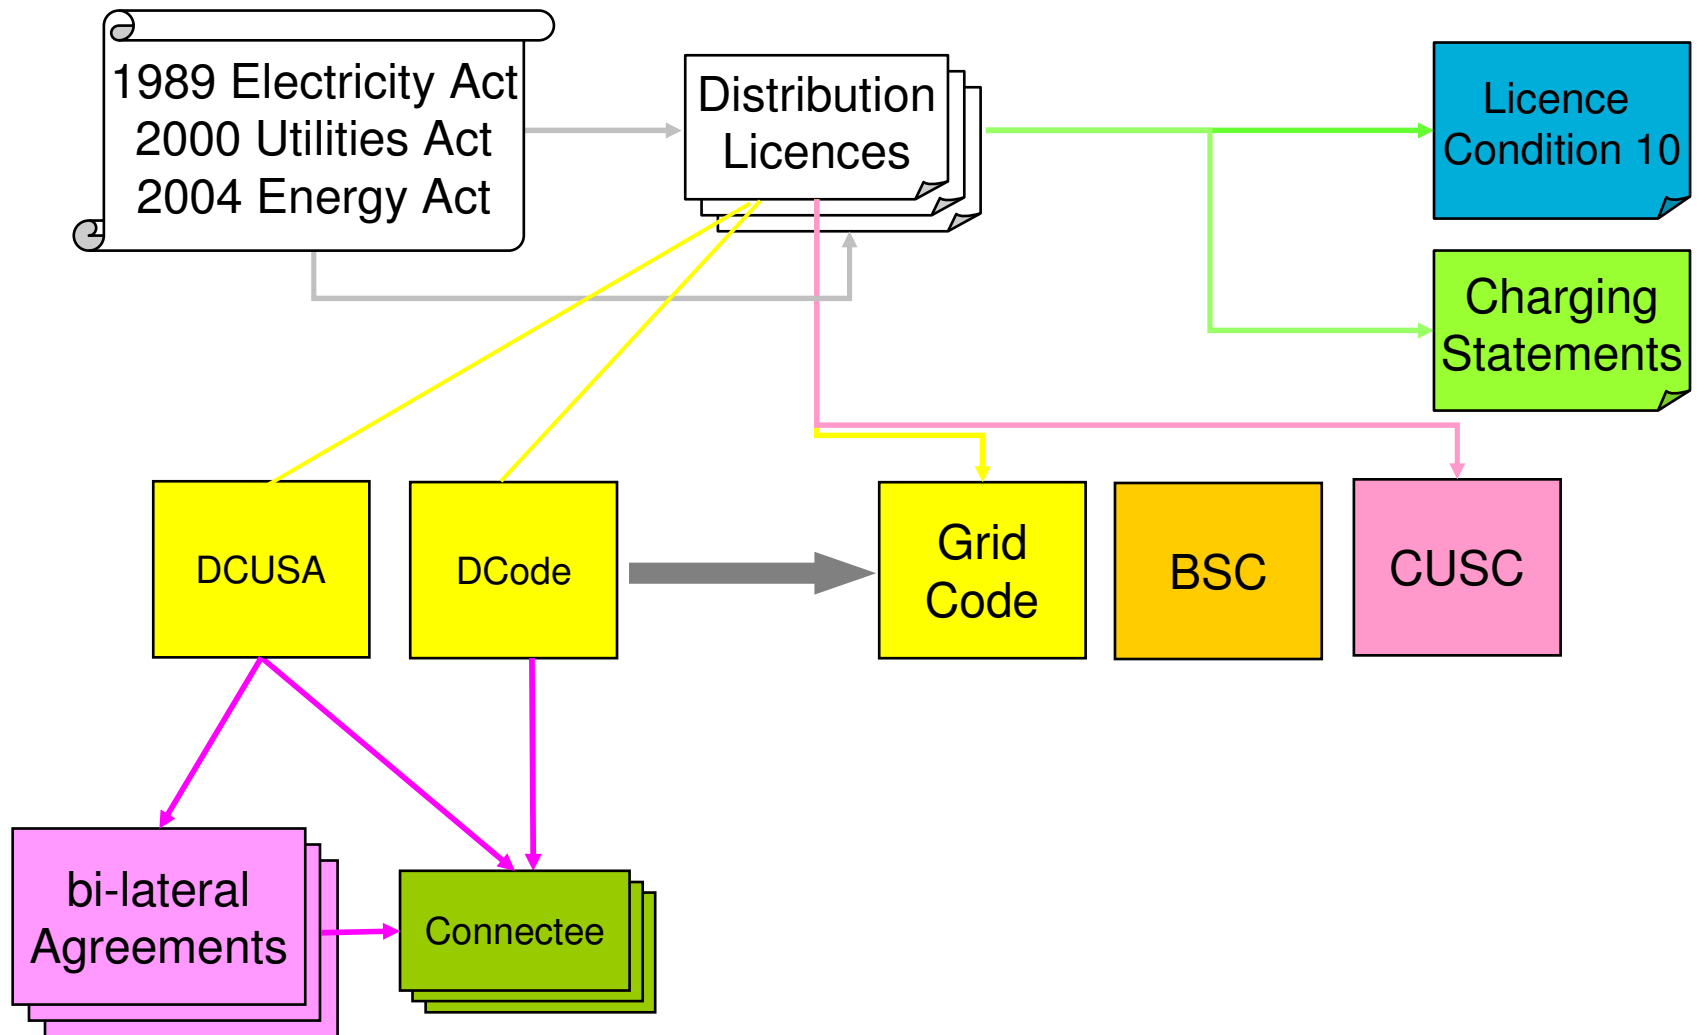 1989 Electricity Act
2000 Utilities Act
2004 Energy Act
Distribution
Licences
Licence
Condition 10
Charging
Statements
DCUSA
DCode
Grid
Code
BSC
CUSC
bi-lateral
Agreements
Connectee